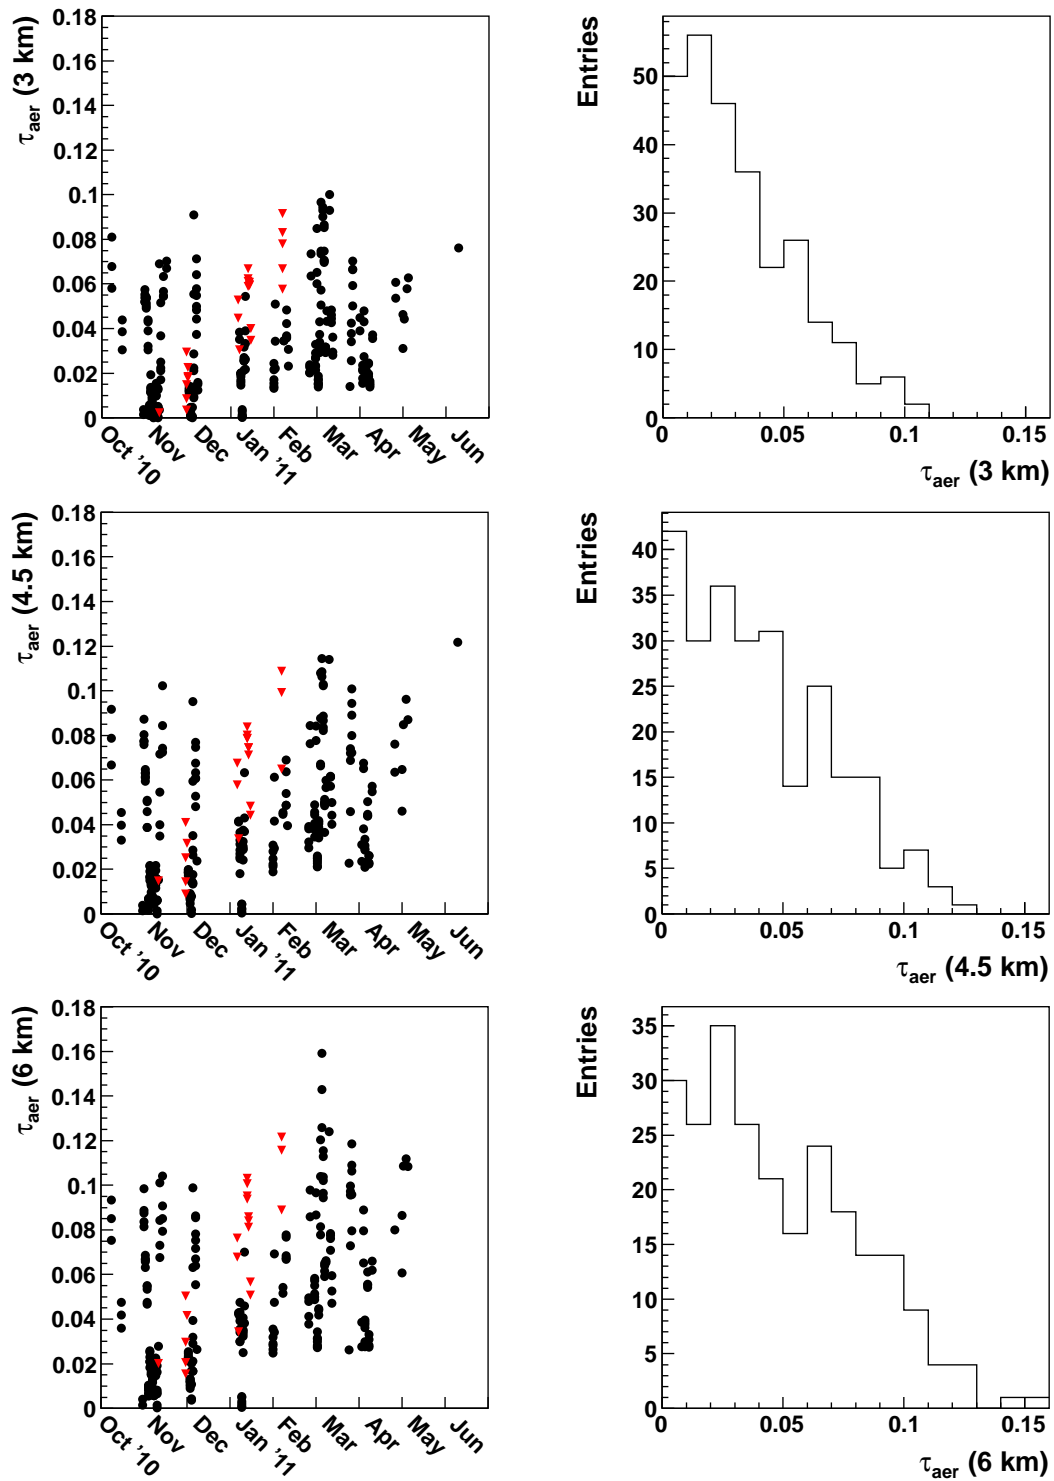 τaer (3 km)
0.18
0.16
0.14
0.12
0.1
0.08
0.06
0.04
0.02
0
Oct '10
Nov
Dec
Jan '11
Feb
Mar
Apr
May
Jun
Entries
50
40
30
20
10
0
0 0.05 0.1 0.15
τaer (3 km)
τaer (4.5 km)
0.18
0.16
0.14
0.12
0.1
0.08
0.06
0.04
0.02
0
Oct '10
Nov
Dec
Jan '11
Feb
Mar
Apr
May
Jun
Entries
40
35
30
25
20
15
10
5
0
0 0.05 0.1 0.15
τaer (4.5 km)
τaer (6 km)
0.18
0.16
0.14
0.12
0.1
0.08
0.06
0.04
0.02
0
Oct '10
Nov
Dec
Jan '11
Feb
Mar
Apr
May
Jun
Entries
35
30
25
20
15
10
5
0
0 0.05 0.1 0.15
τaer (6 km)